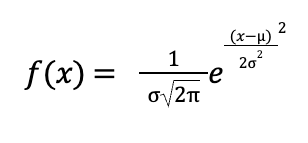 f(x) = 1/(σ√2π) e^((x−μ)/2σ²)²